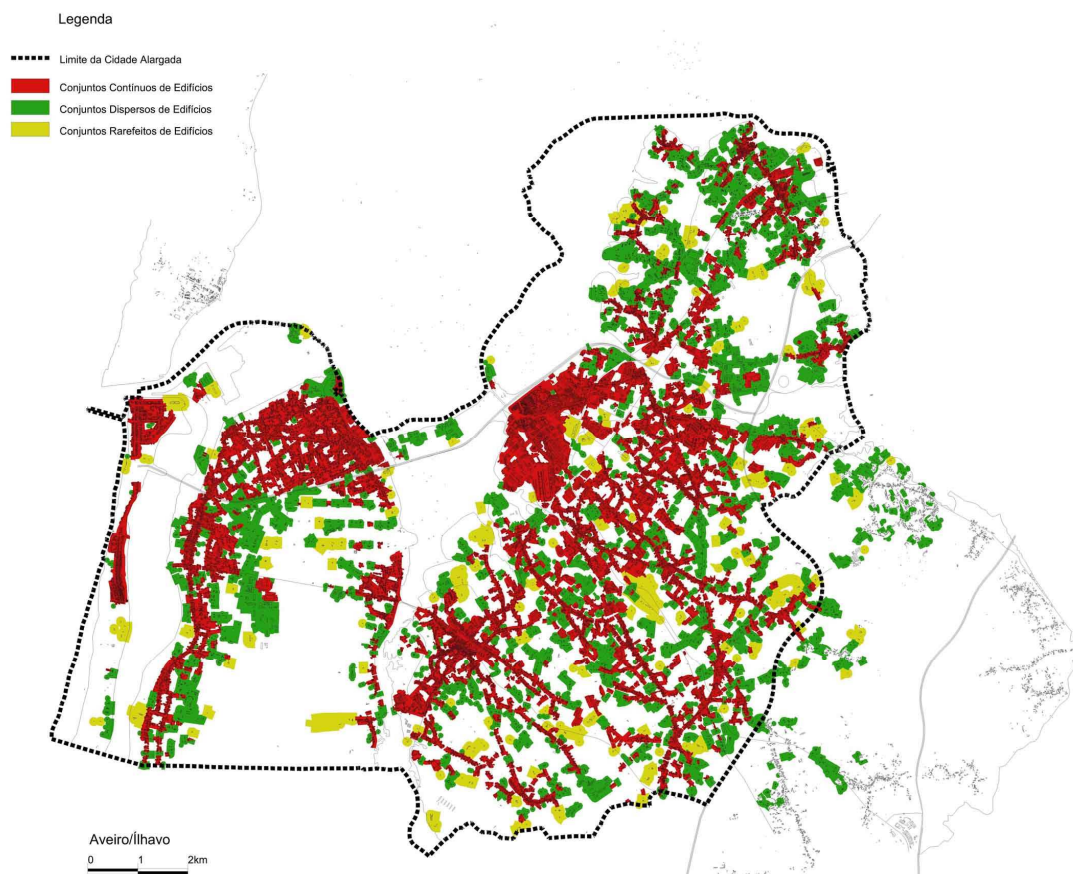 Legenda
Limite da Cidade Alargada
Conjuntos Contínuos de Edifícios
Conjuntos Dispersos de Edifícios
Conjuntos Rarefeitos de Edifícios
Aveiro/Ílhavo
0 1 2km